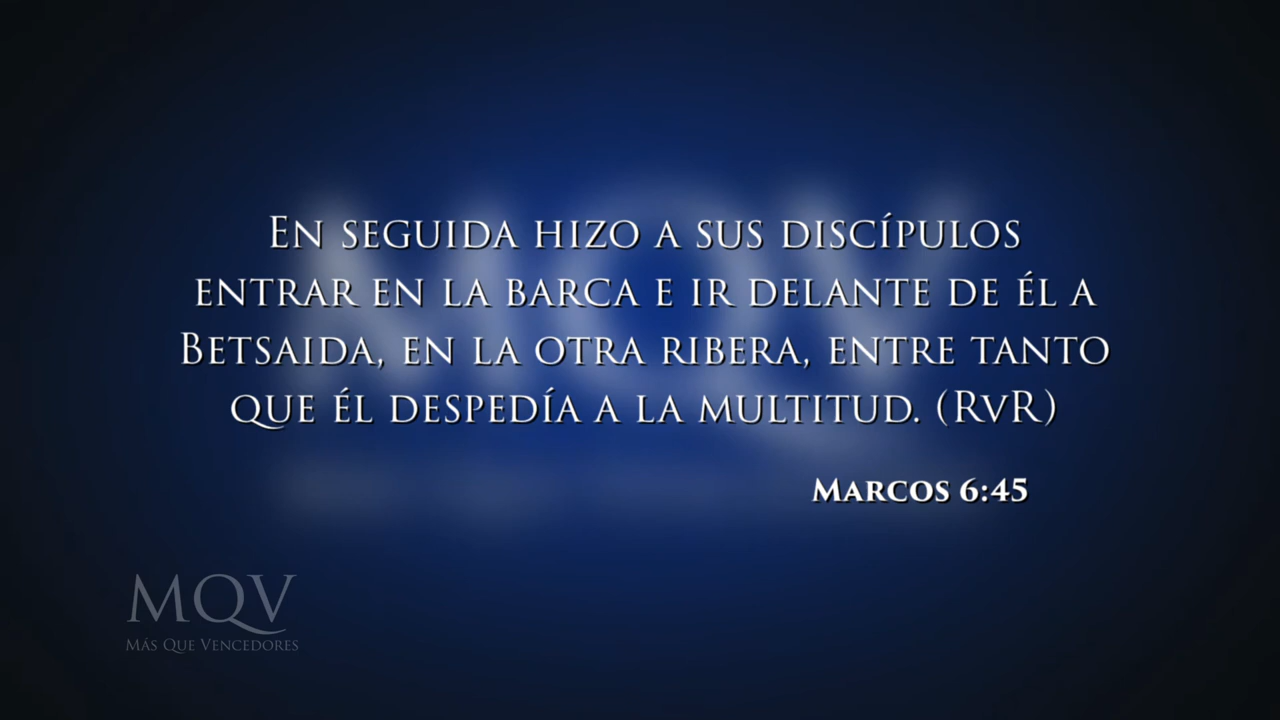 En seguida hizo a sus discípulos
entrar en la barca e ir delante de él a
Betsaida, en la otra ribera, entre tanto
que él despedía a la multitud. (RvR)
Marcos 6:45
MQV
Más Que Vencedores